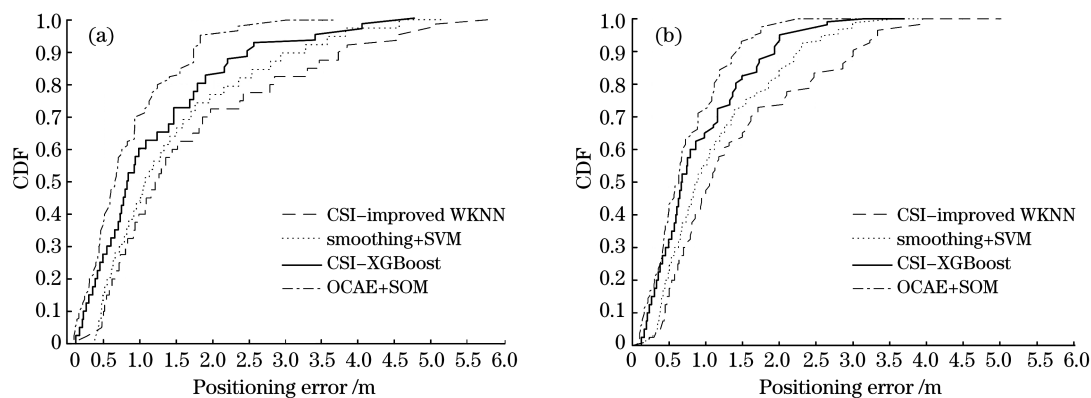 (a)
CDF
1.0
0.9
0.8
0.7
0.6
0.5
0.4
0.3
0.2
0.1
0
CSI-improved WKNN
smoothing+SVM
CSI-XGBoost
OCAE+SOM
0 0.5 1.0 1.5 2.0 2.5 3.0 3.5 4.0 4.5 5.0 5.5 6.0
Positioning error /m
(b)
CDF
1.0
0.9
0.8
0.7
0.6
0.5
0.4
0.3
0.2
0.1
0
CSI-improved WKNN
smoothing+SVM
CSI-XGBoost
OCAE+SOM
0 0.5 1.0 1.5 2.0 2.5 3.0 3.5 4.0 4.5 5.0 5.5 6.0
Positioning error /m